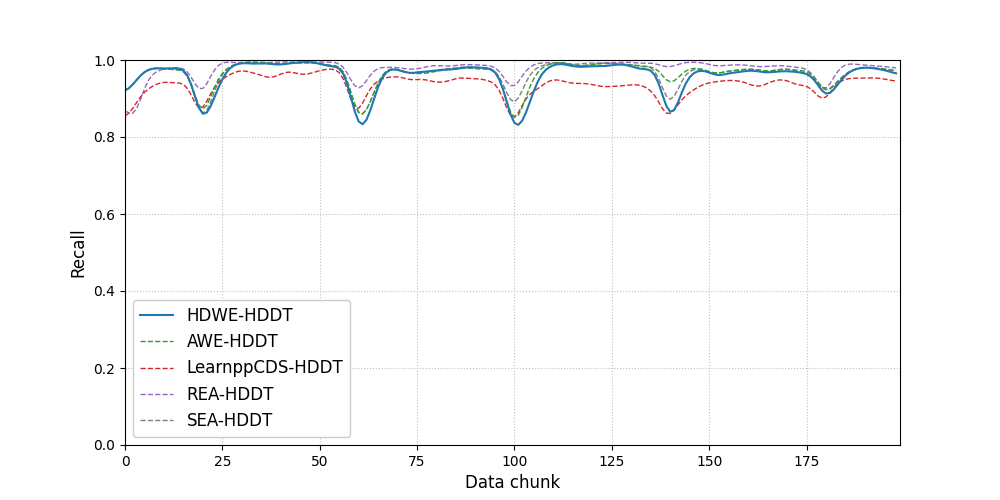 1.0
0.8
0.6
0.4
0.2
0.0
Recall
HDWE-HDDT
AWE-HDDT
LearnppCDS-HDDT
REA-HDDT
SEA-HDDT
0 25 50 75 100 125 150 175
Data chunk